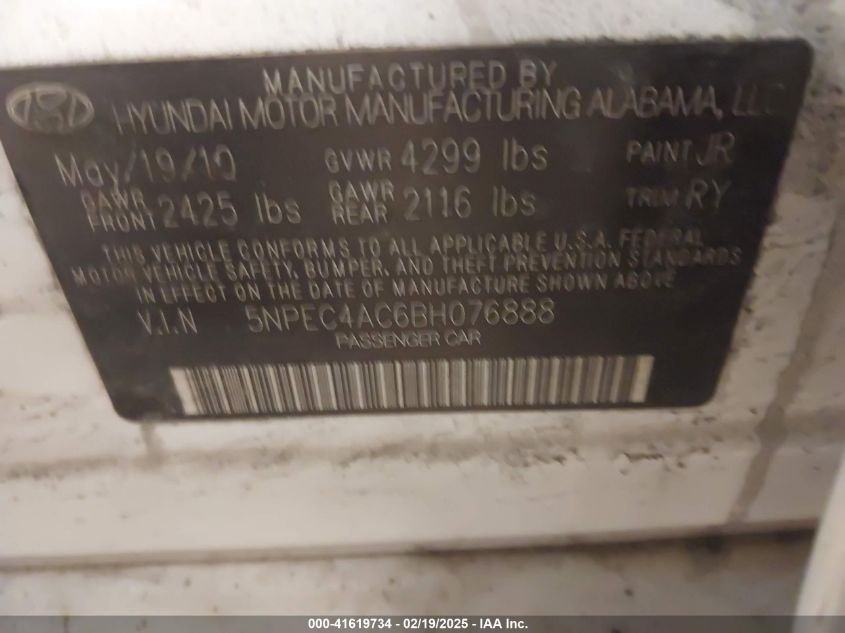 MANUFACTURED BY
HYUNDAI MOTOR MANUFACTURING ALABAMA, LLC
May/19/10 GVWR 4299 lbs PAINT JR
GAWR FRONT 2425 lbs GAWR REAR 2116 lbs TRIM RY
THIS VEHICLE CONFORMS TO ALL APPLICABLE U.S.A. FEDERAL
MOTOR VEHICLE SAFETY, BUMPER, AND THEFT PREVENTION STANDARDS
IN EFFECT ON THE DATE OF MANUFACTURE SHOWN ABOVE
V.I.N 5NPEC4AC6BH076888
PASSENGER CAR
000-41619734 - 02/19/2025 - IAA Inc.